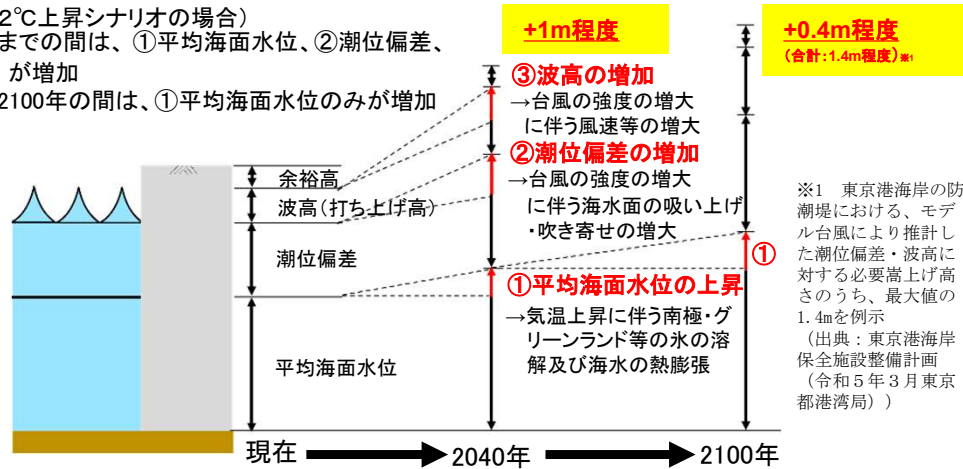 2℃上昇シナリオの場合）
までの間は、①平均海面水位、②潮位偏差、
が増加
2100年の間は、①平均海面水位のみが増加
+1m程度
+0.4m程度
（合計：1.4m程度）※1
③波高の増加
→台風の強度の増大
に伴う風速等の増大
②潮位偏差の増加
→台風の強度の増大
に伴う海水面の吸い上げ
・吹き寄せの増大
①
①平均海面水位の上昇
→気温上昇に伴う南極・グ
リーンランド等の氷の溶
解及び海水の熱膨張
余裕高
波高（打ち上げ高）
潮位偏差
平均海面水位
※1　東京港海岸の防
潮堤における、モデ
ル台風により推計し
た潮位偏差・波高に
対する必要嵩上げ高
さのうち、最大値の
1.4mを例示
（出典：東京港海岸
保全施設整備計画
（令和５年３月東京
都港湾局））
現在
2040年
2100年